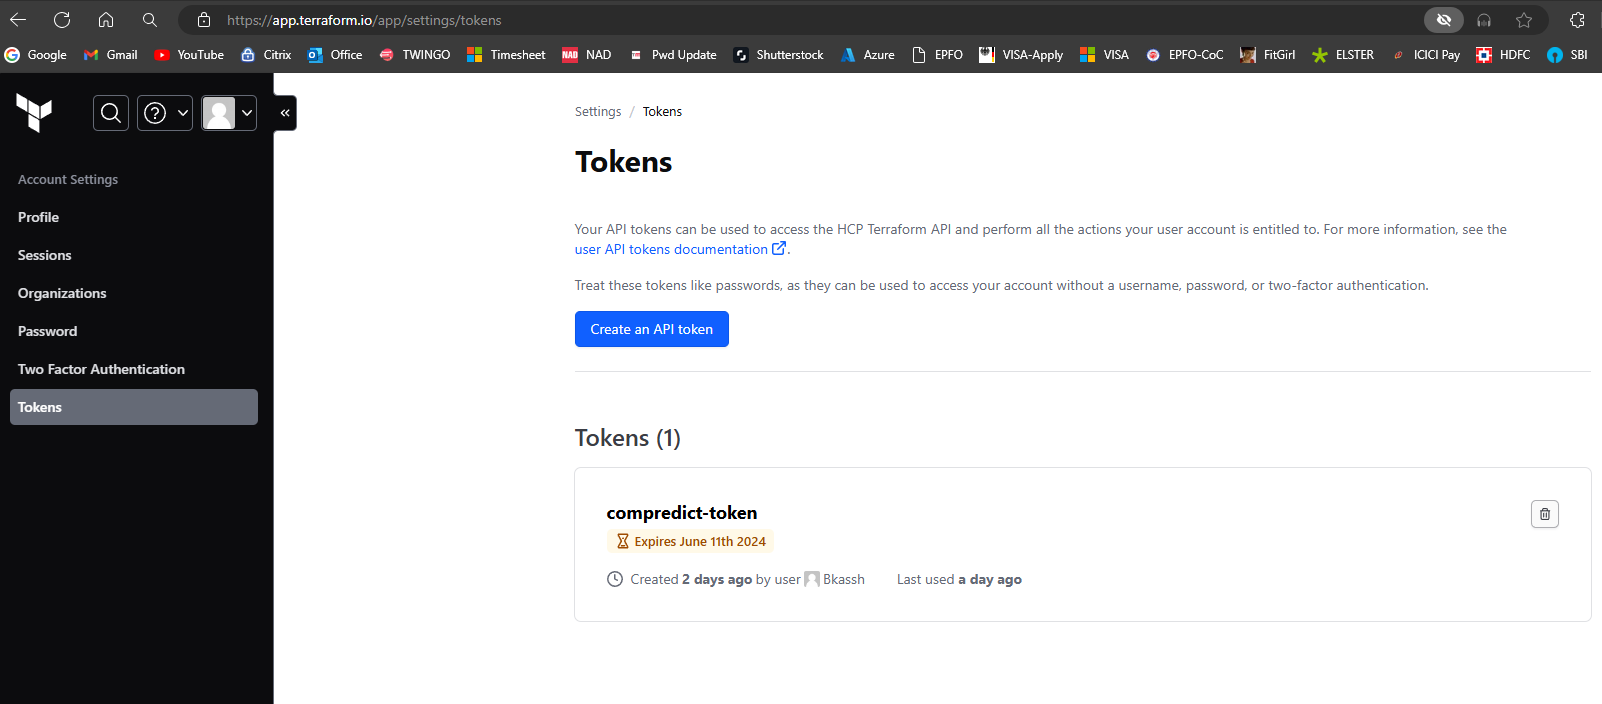 https://app.terraform.io/app/settings/tokens
Google Gmail YouTube Citrix Office TWINGO Timesheet NAD NAD Pwd Update Shutterstock Azure EPFO VISA-Apply VISA EPFO-CoC FitGirl ELSTER ICICI Pay HDFC SBI
Settings / Tokens
Tokens
Account Settings
Profile
Sessions
Organizations
Password
Two Factor Authentication
Tokens
Your API tokens can be used to access the HCP Terraform API and perform all the actions your user account is entitled to. For more information, see the
user API tokens documentation.
Treat these tokens like passwords, as they can be used to access your account without a username, password, or two-factor authentication.
Create an API token
Tokens (1)
compredict-token
Expires June 11th 2024
Created 2 days ago by user Bkassh Last used a day ago